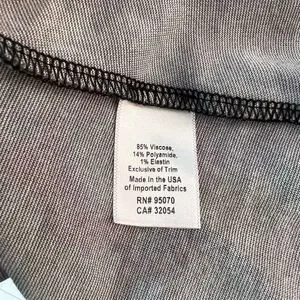 85% Viscose,
14% Polyamide,
1% Elastin
Exclusive of Trim
Made in the USA
of Imported Fabrics
RN# 95070
CA# 32054